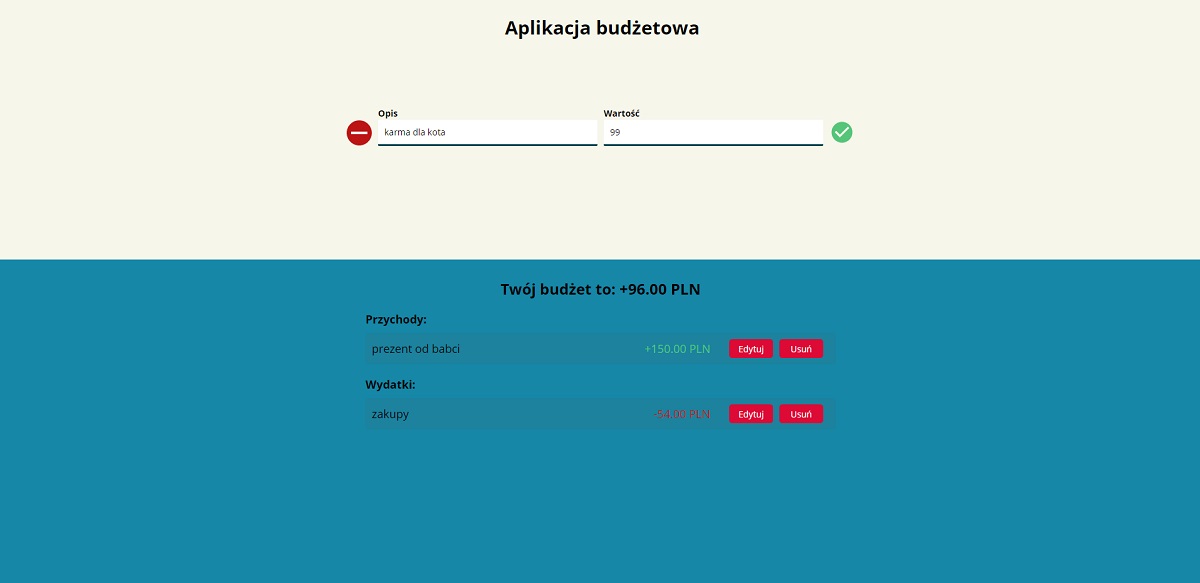 Aplikacja budżetowa
Opis
Wartość
karma dla kota
99
Twój budżet to: +96.00 PLN
Przychody:
prezent od babci +150.00 PLN Edytuj Usuń
Wydatki:
zakupy -54.00 PLN Edytuj Usuń